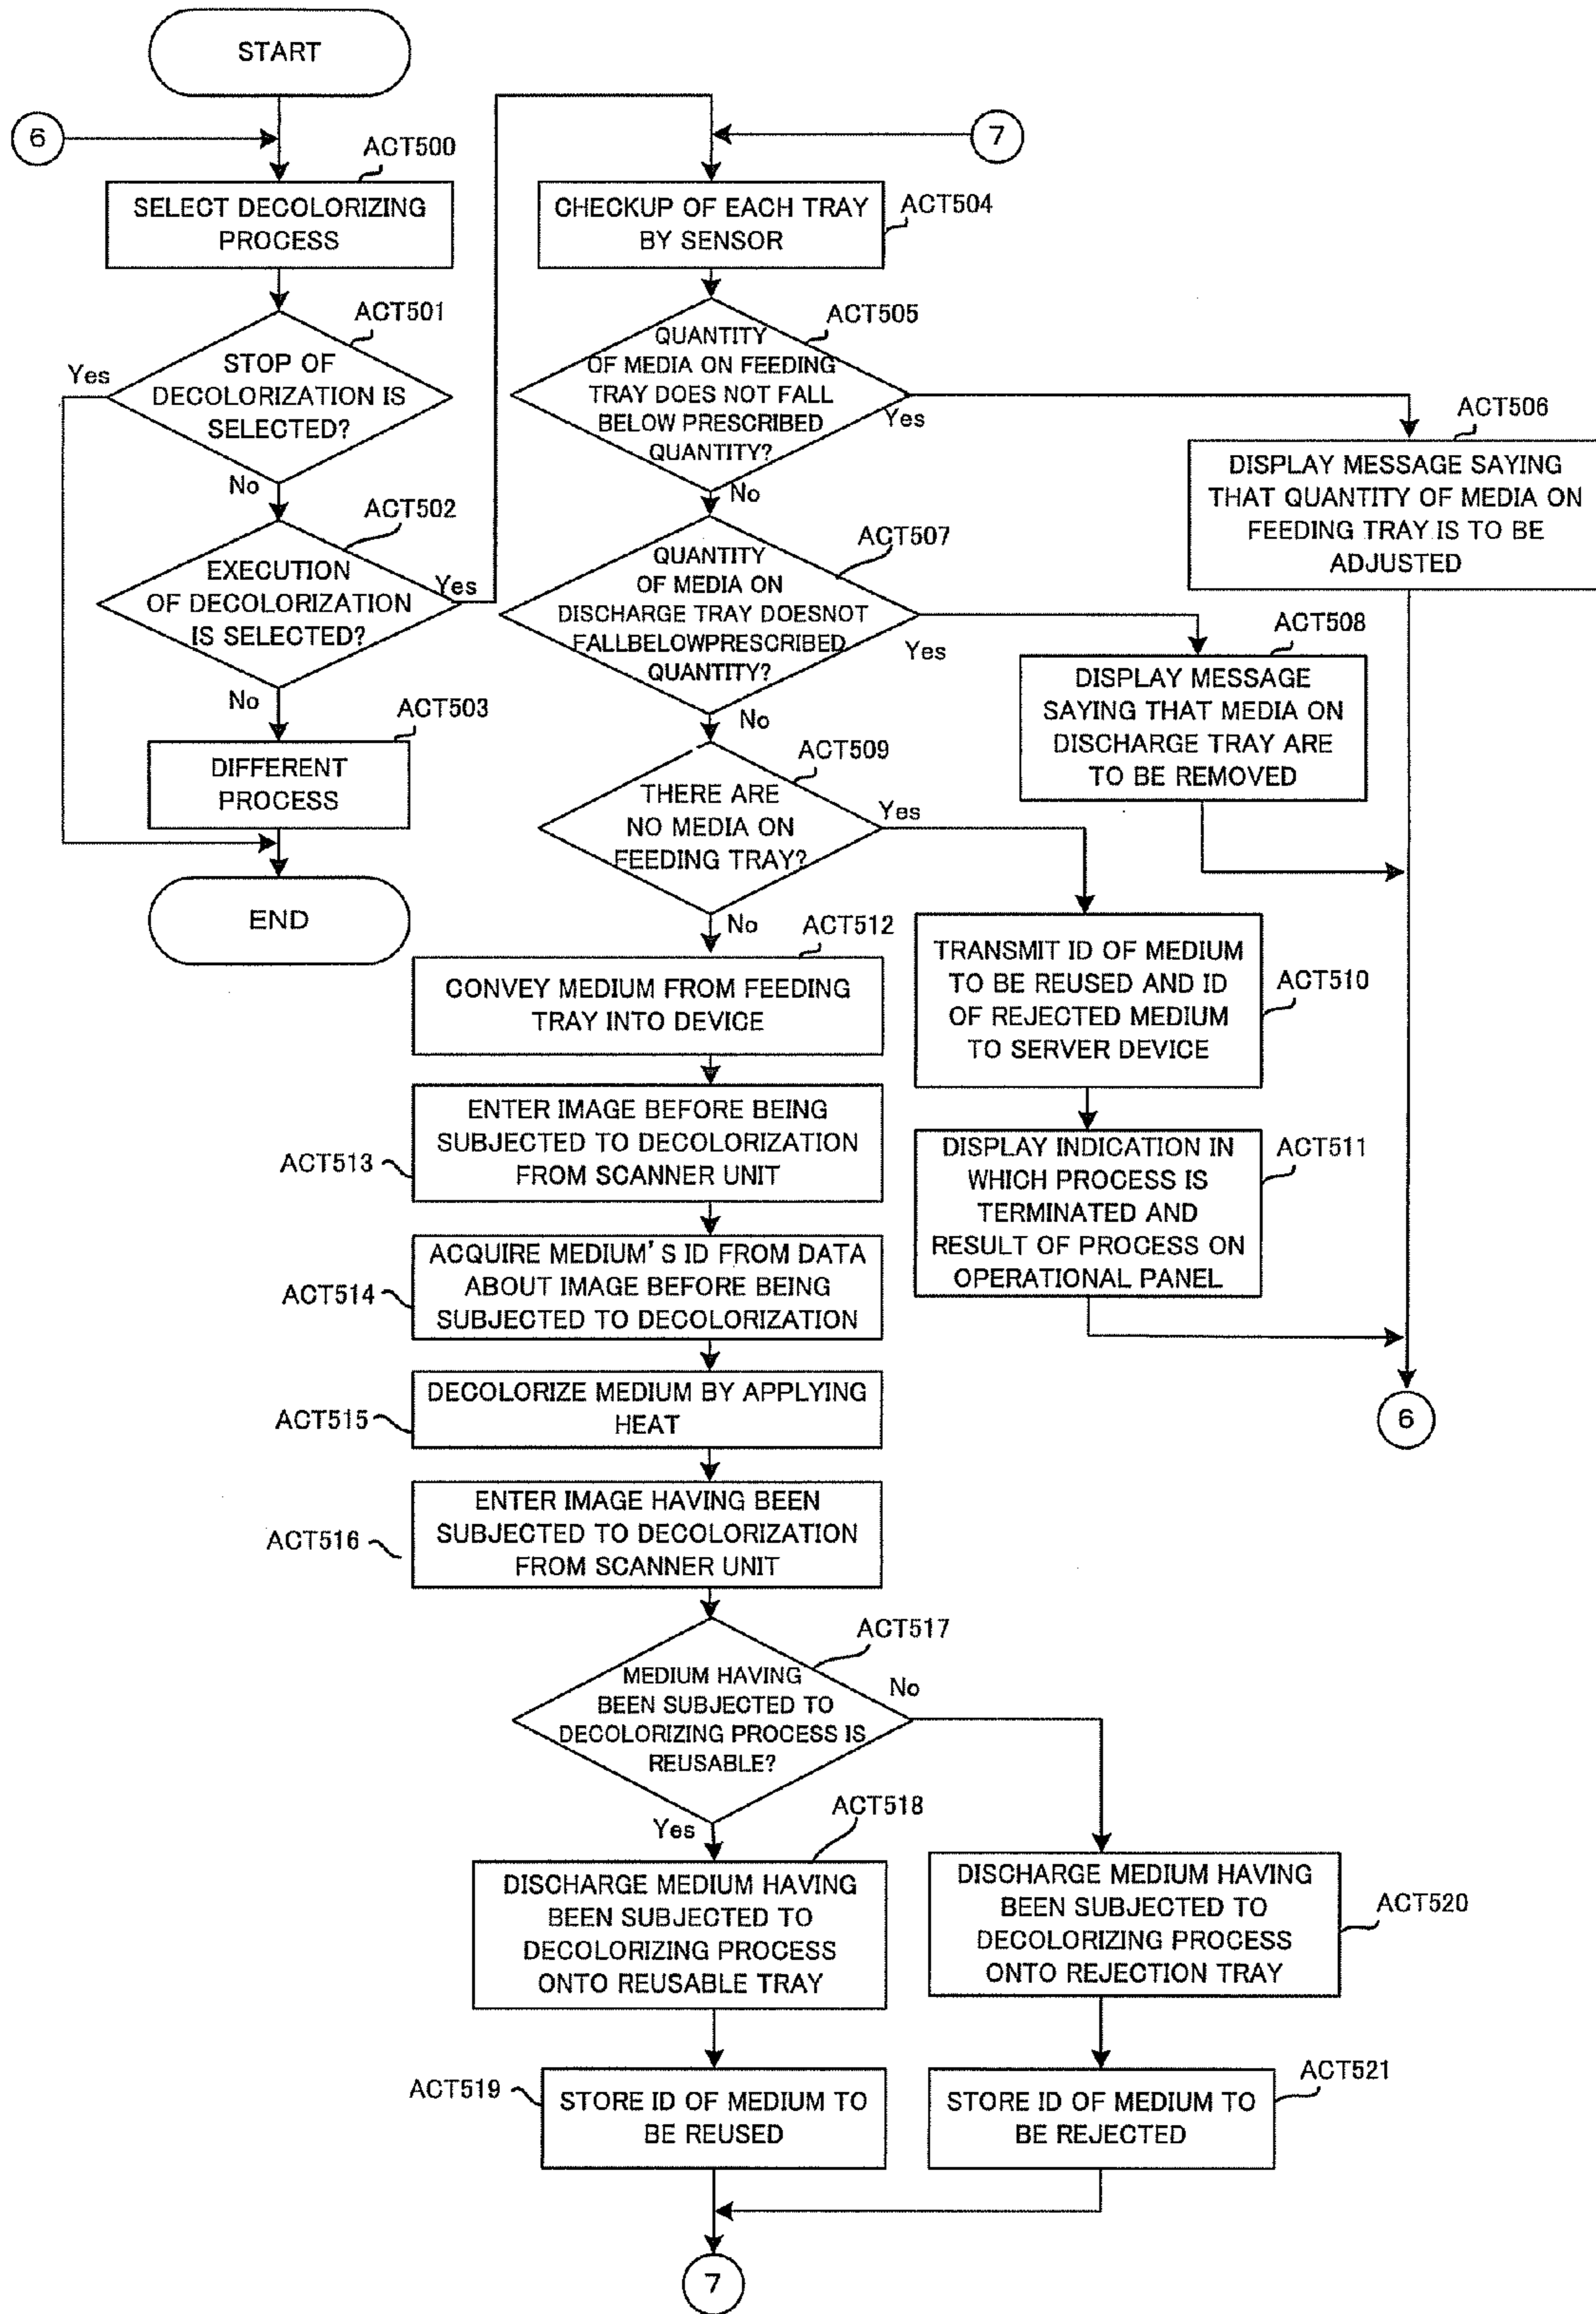 START
6
ACT500
SELECT DECOLORIZING
PROCESS
ACT501
STOP OF
DECOLORIZATION IS
SELECTED?
Yes
No
ACT502
EXECUTION
OF DECOLORIZATION
IS SELECTED?
Yes
No
ACT503
DIFFERENT
PROCESS
END
7
ACT504
CHECKUP OF EACH TRAY
BY SENSOR
ACT505
QUANTITY
OF MEDIA ON FEEDING
TRAY DOES NOT FALL
BELOW PRESCRIBED
QUANTITY?
Yes
No
ACT506
DISPLAY MESSAGE SAYING
THAT QUANTITY OF MEDIA ON
FEEDING TRAY IS TO BE
ADJUSTED
ACT507
QUANTITY
OF MEDIA ON
DISCHARGE TRAY DOESNOT
FALLBELOWPRESCRIBED
QUANTITY?
Yes
No
ACT508
DISPLAY MESSAGE
SAYING THAT MEDIA ON
DISCHARGE TRAY ARE
TO BE REMOVED
ACT509
THERE ARE
NO MEDIA ON
FEEDING TRAY?
Yes
No
TRANSMIT ID OF MEDIUM
TO BE REUSED AND ID
OF REJECTED MEDIUM
TO SERVER DEVICE
ACT510
DISPLAY INDICATION IN
WHICH PROCESS IS
TERMINATED AND
RESULT OF PROCESS ON
OPERATIONAL PANEL
ACT511
6
ACT512
CONVEY MEDIUM FROM FEEDING
TRAY INTO DEVICE
ENTER IMAGE BEFORE BEING
SUBJECTED TO DECOLORIZATION
FROM SCANNER UNIT
ACT513
ACQUIRE MEDIUM'S ID FROM DATA
ABOUT IMAGE BEFORE BEING
SUBJECTED TO DECOLORIZATION
ACT514
DECOLORIZE MEDIUM BY APPLYING
HEAT
ACT515
ENTER IMAGE HAVING BEEN
SUBJECTED TO DECOLORIZATION
FROM SCANNER UNIT
ACT516
ACT517
MEDIUM HAVING
BEEN SUBJECTED TO
DECOLORIZING PROCESS IS
REUSABLE?
No
Yes
ACT518
DISCHARGE MEDIUM HAVING
BEEN SUBJECTED TO
DECOLORIZING PROCESS
ONTO REUSABLE TRAY
DISCHARGE MEDIUM HAVING
BEEN SUBJECTED TO
DECOLORIZING PROCESS
ONTO REJECTION TRAY
ACT520
ACT519
STORE ID OF MEDIUM TO
BE REUSED
ACT521
STORE ID OF MEDIUM TO
BE REJECTED
7